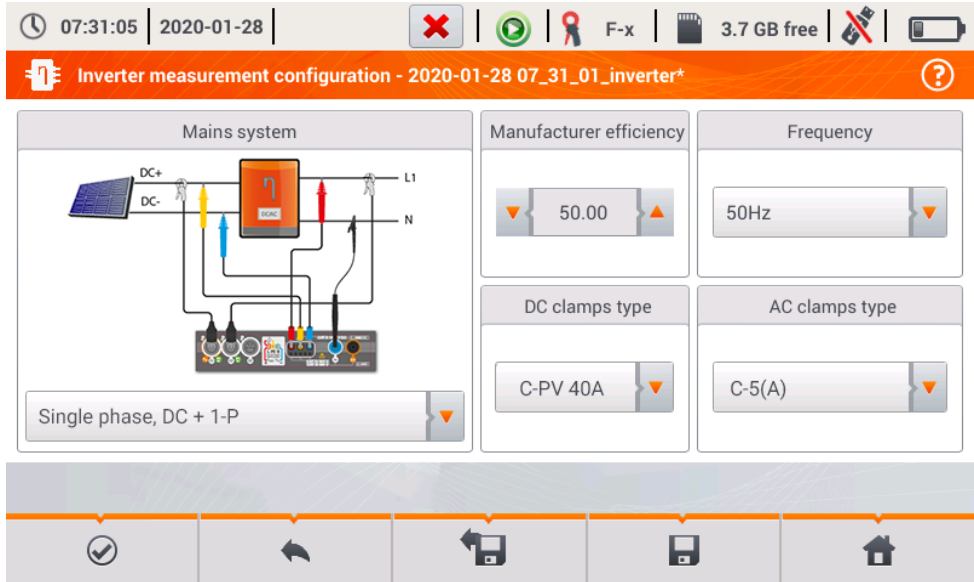 07:31:05 2020-01-28 F-x 3.7 GB free
Inverter measurement configuration - 2020-01-28 07_31_01_inverter* ?
Mains system
Manufacturer efficiency
Frequency
DC+
DC-
η
DCAC
L1
N
50.00
50Hz
DC clamps type
AC clamps type
Single phase, DC + 1-P
C-PV 40A
C-5(A)